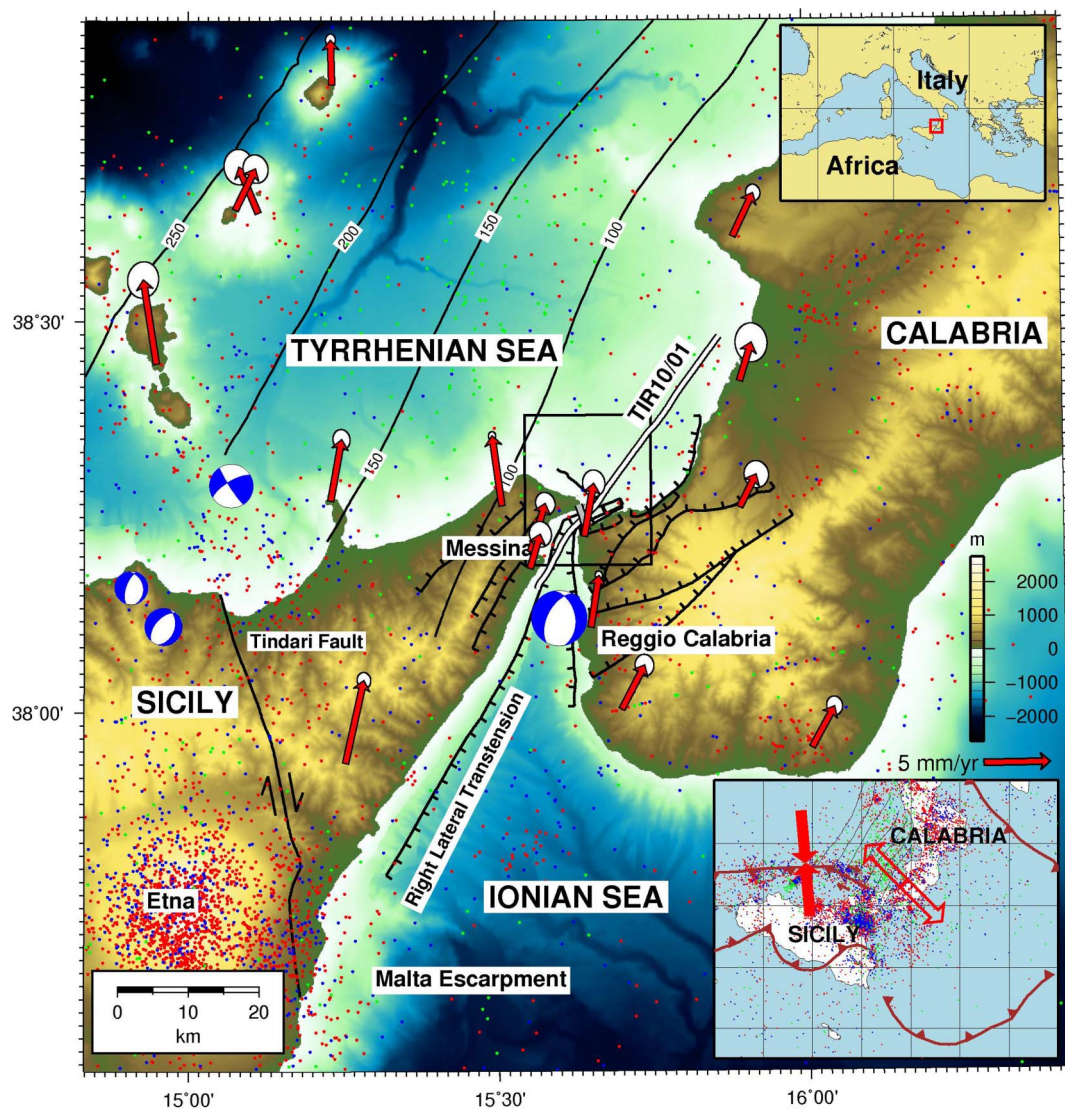 Italy
Africa
250
200
150
100
38°30'
TYRRHENIAN SEA
CALABRIA
TIR10/01
150
100
Messina
m
2000
1000
0
−1000
−2000
Tindari Fault
Reggio Calabria
SICILY
38°00'
5 mm/yr
Right Lateral Transtension
CALABRIA
Etna
IONIAN SEA
SICILY
Malta Escarpment
0 10 20
km
15°00'
15°30'
16°00'